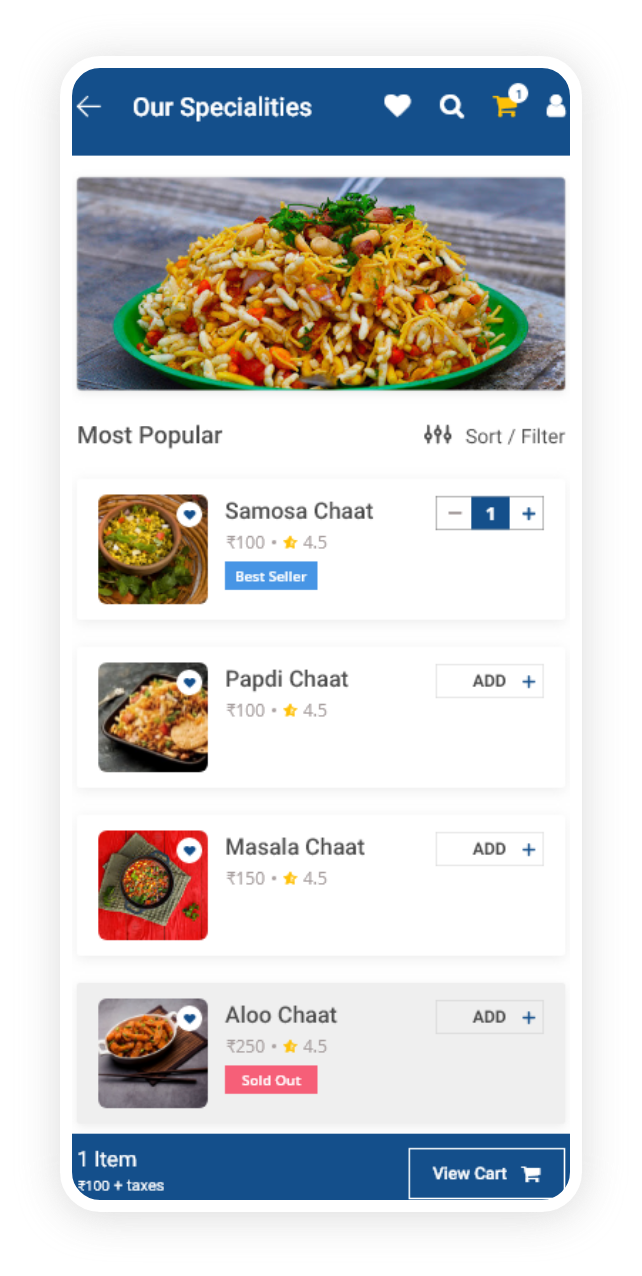 Our Specialities
1
Most Popular
Sort / Filter
Samosa Chaat
1
₹100 • 4.5
Best Seller
Papdi Chaat
ADD +
₹100 • 4.5
Masala Chaat
ADD +
₹150 • 4.5
Aloo Chaat
ADD +
₹250 • 4.5
Sold Out
1 Item
₹100 + taxes
View Cart